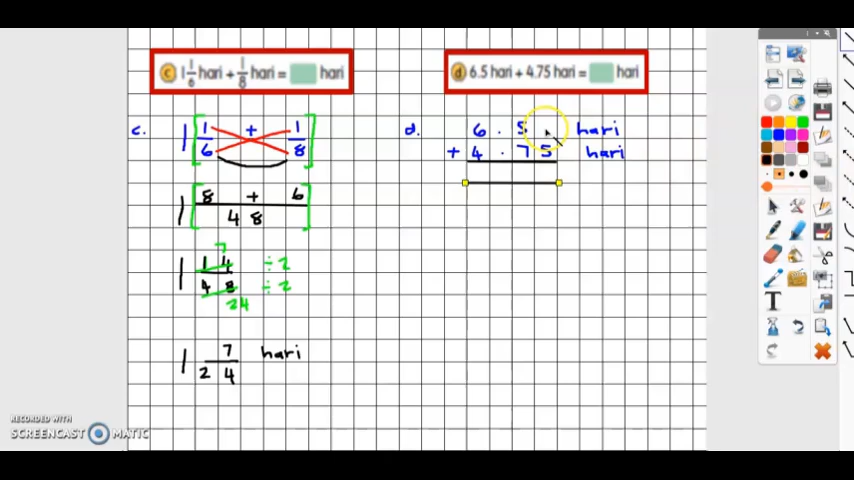 c 1 1/6 hari + 1/8 hari = hari
d 6.5 hari + 4.75 hari = hari
c. 1 [ 1/6 + 1/8 ]
1 [ 8 + 6 / 48 ]
7
1 14/48 ÷2 ÷2
24
1 7/24 hari
d. 6.5 hari
+ 4.75 hari
T
RECORDED WITH
SCREENCAST MATIC